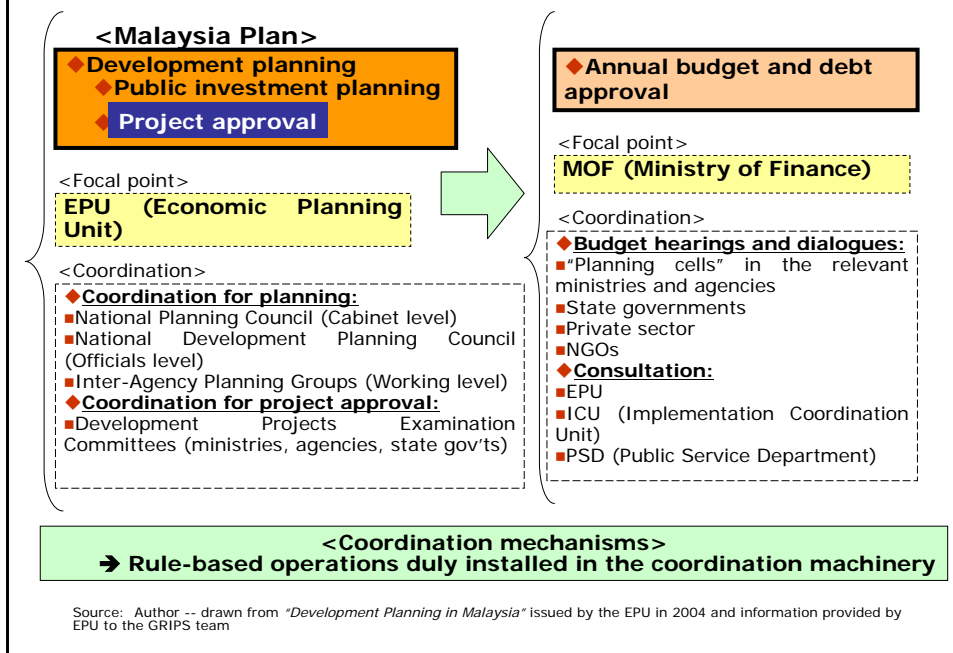 <Malaysia Plan>
◆Development planning
◆Public investment planning
◆ Project approval
<Focal point>
EPU (Economic Planning
Unit)
<Coordination>
◆Coordination for planning:
■National Planning Council (Cabinet level)
■National Development Planning Council
(Officials level)
■Inter-Agency Planning Groups (Working level)
◆Coordination for project approval:
■Development Projects Examination
Committees (ministries, agencies, state gov'ts)
◆Annual budget and debt
approval
<Focal point>
MOF (Ministry of Finance)
<Coordination>
◆Budget hearings and dialogues:
■“Planning cells” in the relevant
ministries and agencies
■State governments
■Private sector
■NGOs
◆Consultation:
■EPU
■ICU (Implementation Coordination
Unit)
■PSD (Public Service Department)
<Coordination mechanisms>
➔ Rule-based operations duly installed in the coordination machinery
Source: Author -- drawn from “Development Planning in Malaysia” issued by the EPU in 2004 and information provided by
EPU to the GRIPS team